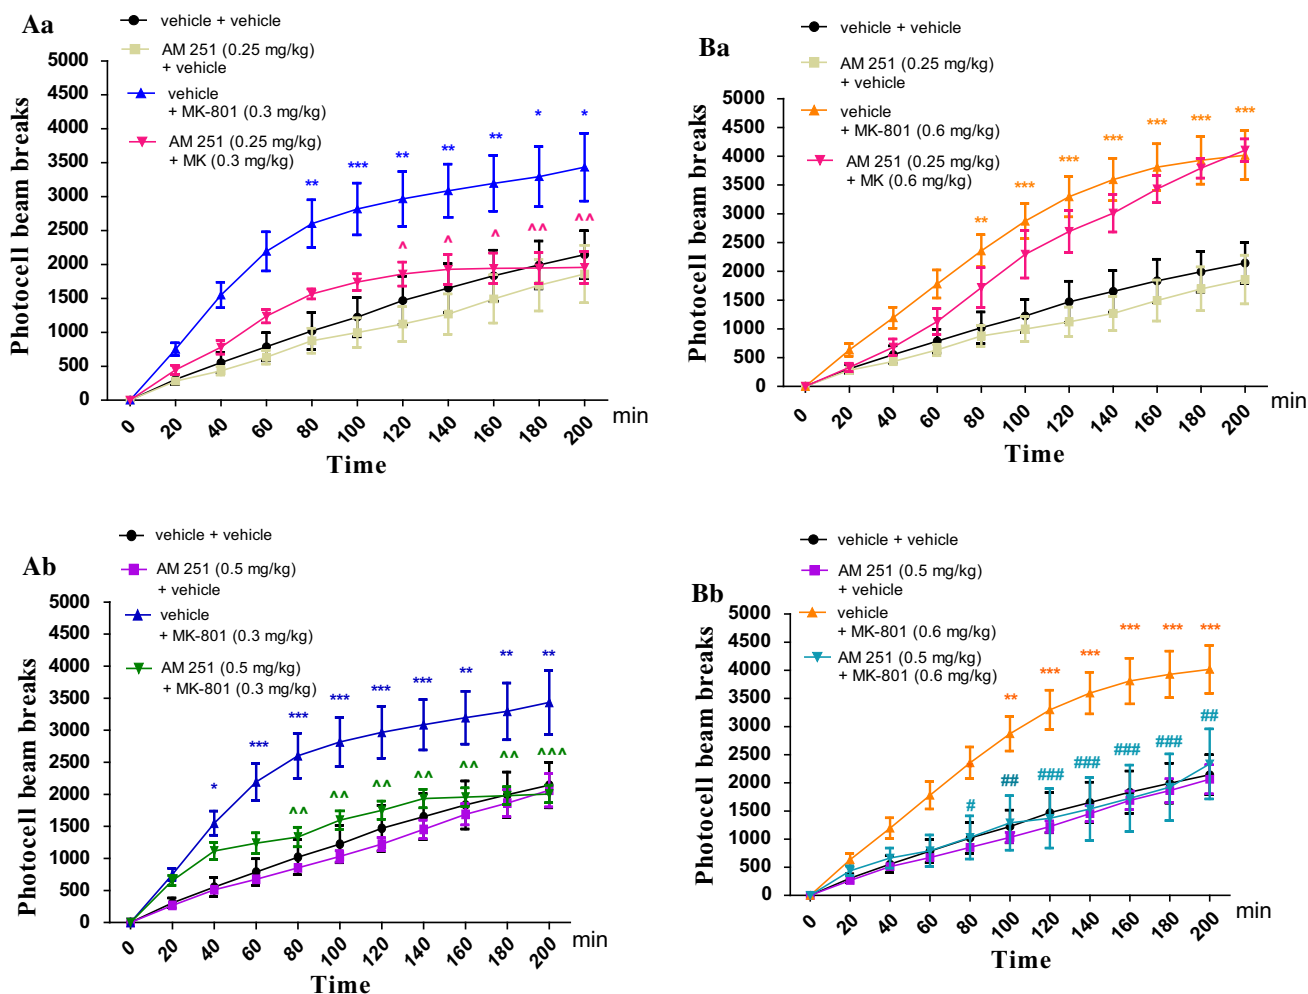 Aa
vehicle + vehicle
AM 251 (0.25 mg/kg)
+ vehicle
vehicle
+ MK-801 (0.3 mg/kg)
AM 251 (0.25 mg/kg)
+ MK (0.3 mg/kg)
Photocell beam breaks
5000
4500
4000
3500
3000
2500
2000
1500
1000
500
0
** *** ** ** ** * *
^ ^ ^ ^^ ^^
0 20 40 60 80 100 120 140 160 180 200
min
Time
Ba
vehicle + vehicle
AM 251 (0.25 mg/kg)
+ vehicle
vehicle
+ MK-801 (0.6 mg/kg)
AM 251 (0.25 mg/kg)
+ MK (0.6 mg/kg)
Photocell beam breaks
5000
4500
4000
3500
3000
2500
2000
1500
1000
500
0
** *** *** *** *** *** ***
0 20 40 60 80 100 120 140 160 180 200
min
Time
Ab
vehicle + vehicle
AM 251 (0.5 mg/kg)
+ vehicle
vehicle
+ MK-801 (0.3 mg/kg)
AM 251 (0.5 mg/kg)
+ MK-801 (0.3 mg/kg)
Photocell beam breaks
5000
4500
4000
3500
3000
2500
2000
1500
1000
500
0
* *** *** *** *** *** ** ** **
^^ ^^ ^^ ^^ ^^ ^^ ^^^
0 20 40 60 80 100 120 140 160 180 200
min
Time
Bb
vehicle + vehicle
AM 251 (0.5 mg/kg)
+ vehicle
vehicle
+ MK-801 (0.6 mg/kg)
AM 251 (0.5 mg/kg)
+ MK-801 (0.6 mg/kg)
Photocell beam breaks
5000
4500
4000
3500
3000
2500
2000
1500
1000
500
0
** *** *** *** *** ***
# ## ### ### ### ### ##
0 20 40 60 80 100 120 140 160 180 200
min
Time